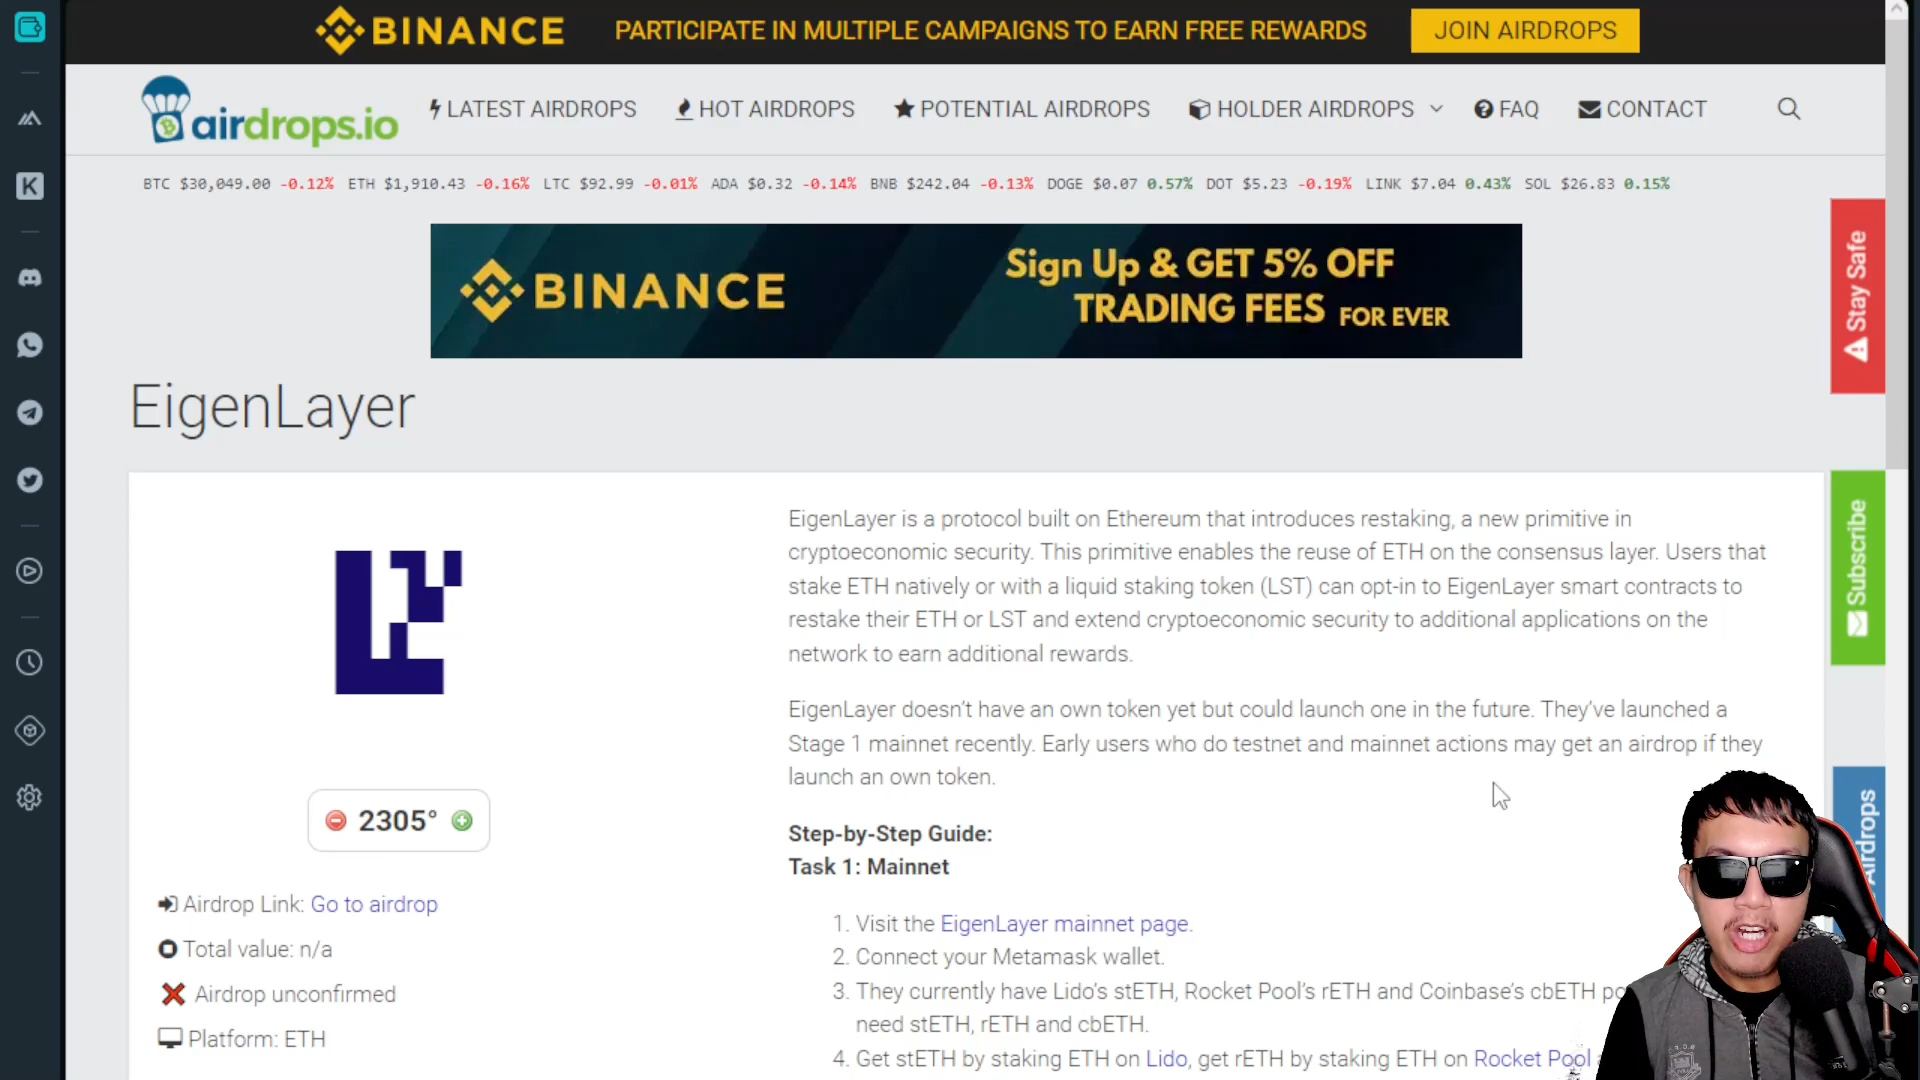 BINANCE PARTICIPATE IN MULTIPLE CAMPAIGNS TO EARN FREE REWARDS JOIN AIRDROPS
airdrops.io LATEST AIRDROPS HOT AIRDROPS POTENTIAL AIRDROPS HOLDER AIRDROPS FAQ CONTACT
BTC $30,049.00 -0.12% ETH $1,910.43 -0.16% LTC $92.99 -0.01% ADA $0.32 -0.14% BNB $242.04 -0.13% DOGE $0.07 0.57% DOT $5.23 -0.19% LINK $7.04 0.43% SOL $26.83 0.15%
BINANCE
Sign Up & GET 5% OFF
TRADING FEES FOR EVER
Stay Safe
EigenLayer
EigenLayer is a protocol built on Ethereum that introduces restaking, a new primitive in
cryptoeconomic security. This primitive enables the reuse of ETH on the consensus layer. Users that
stake ETH natively or with a liquid staking token (LST) can opt-in to EigenLayer smart contracts to
restake their ETH or LST and extend cryptoeconomic security to additional applications on the
network to earn additional rewards.
Subscribe
EigenLayer doesn't have an own token yet but could launch one in the future. They've launched a
Stage 1 mainnet recently. Early users who do testnet and mainnet actions may get an airdrop if they
launch an own token.
Airdrops
2305°
Step-by-Step Guide:
Task 1: Mainnet
Airdrop Link: Go to airdrop
Total value: n/a
Airdrop unconfirmed
Platform: ETH
1. Visit the EigenLayer mainnet page.
2. Connect your Metamask wallet.
3. They currently have Lido's stETH, Rocket Pool's rETH and Coinbase's cbETH
need stETH, rETH and cbETH.
4. Get stETH by staking ETH on Lido, get rETH by staking ETH on Rocket Pool